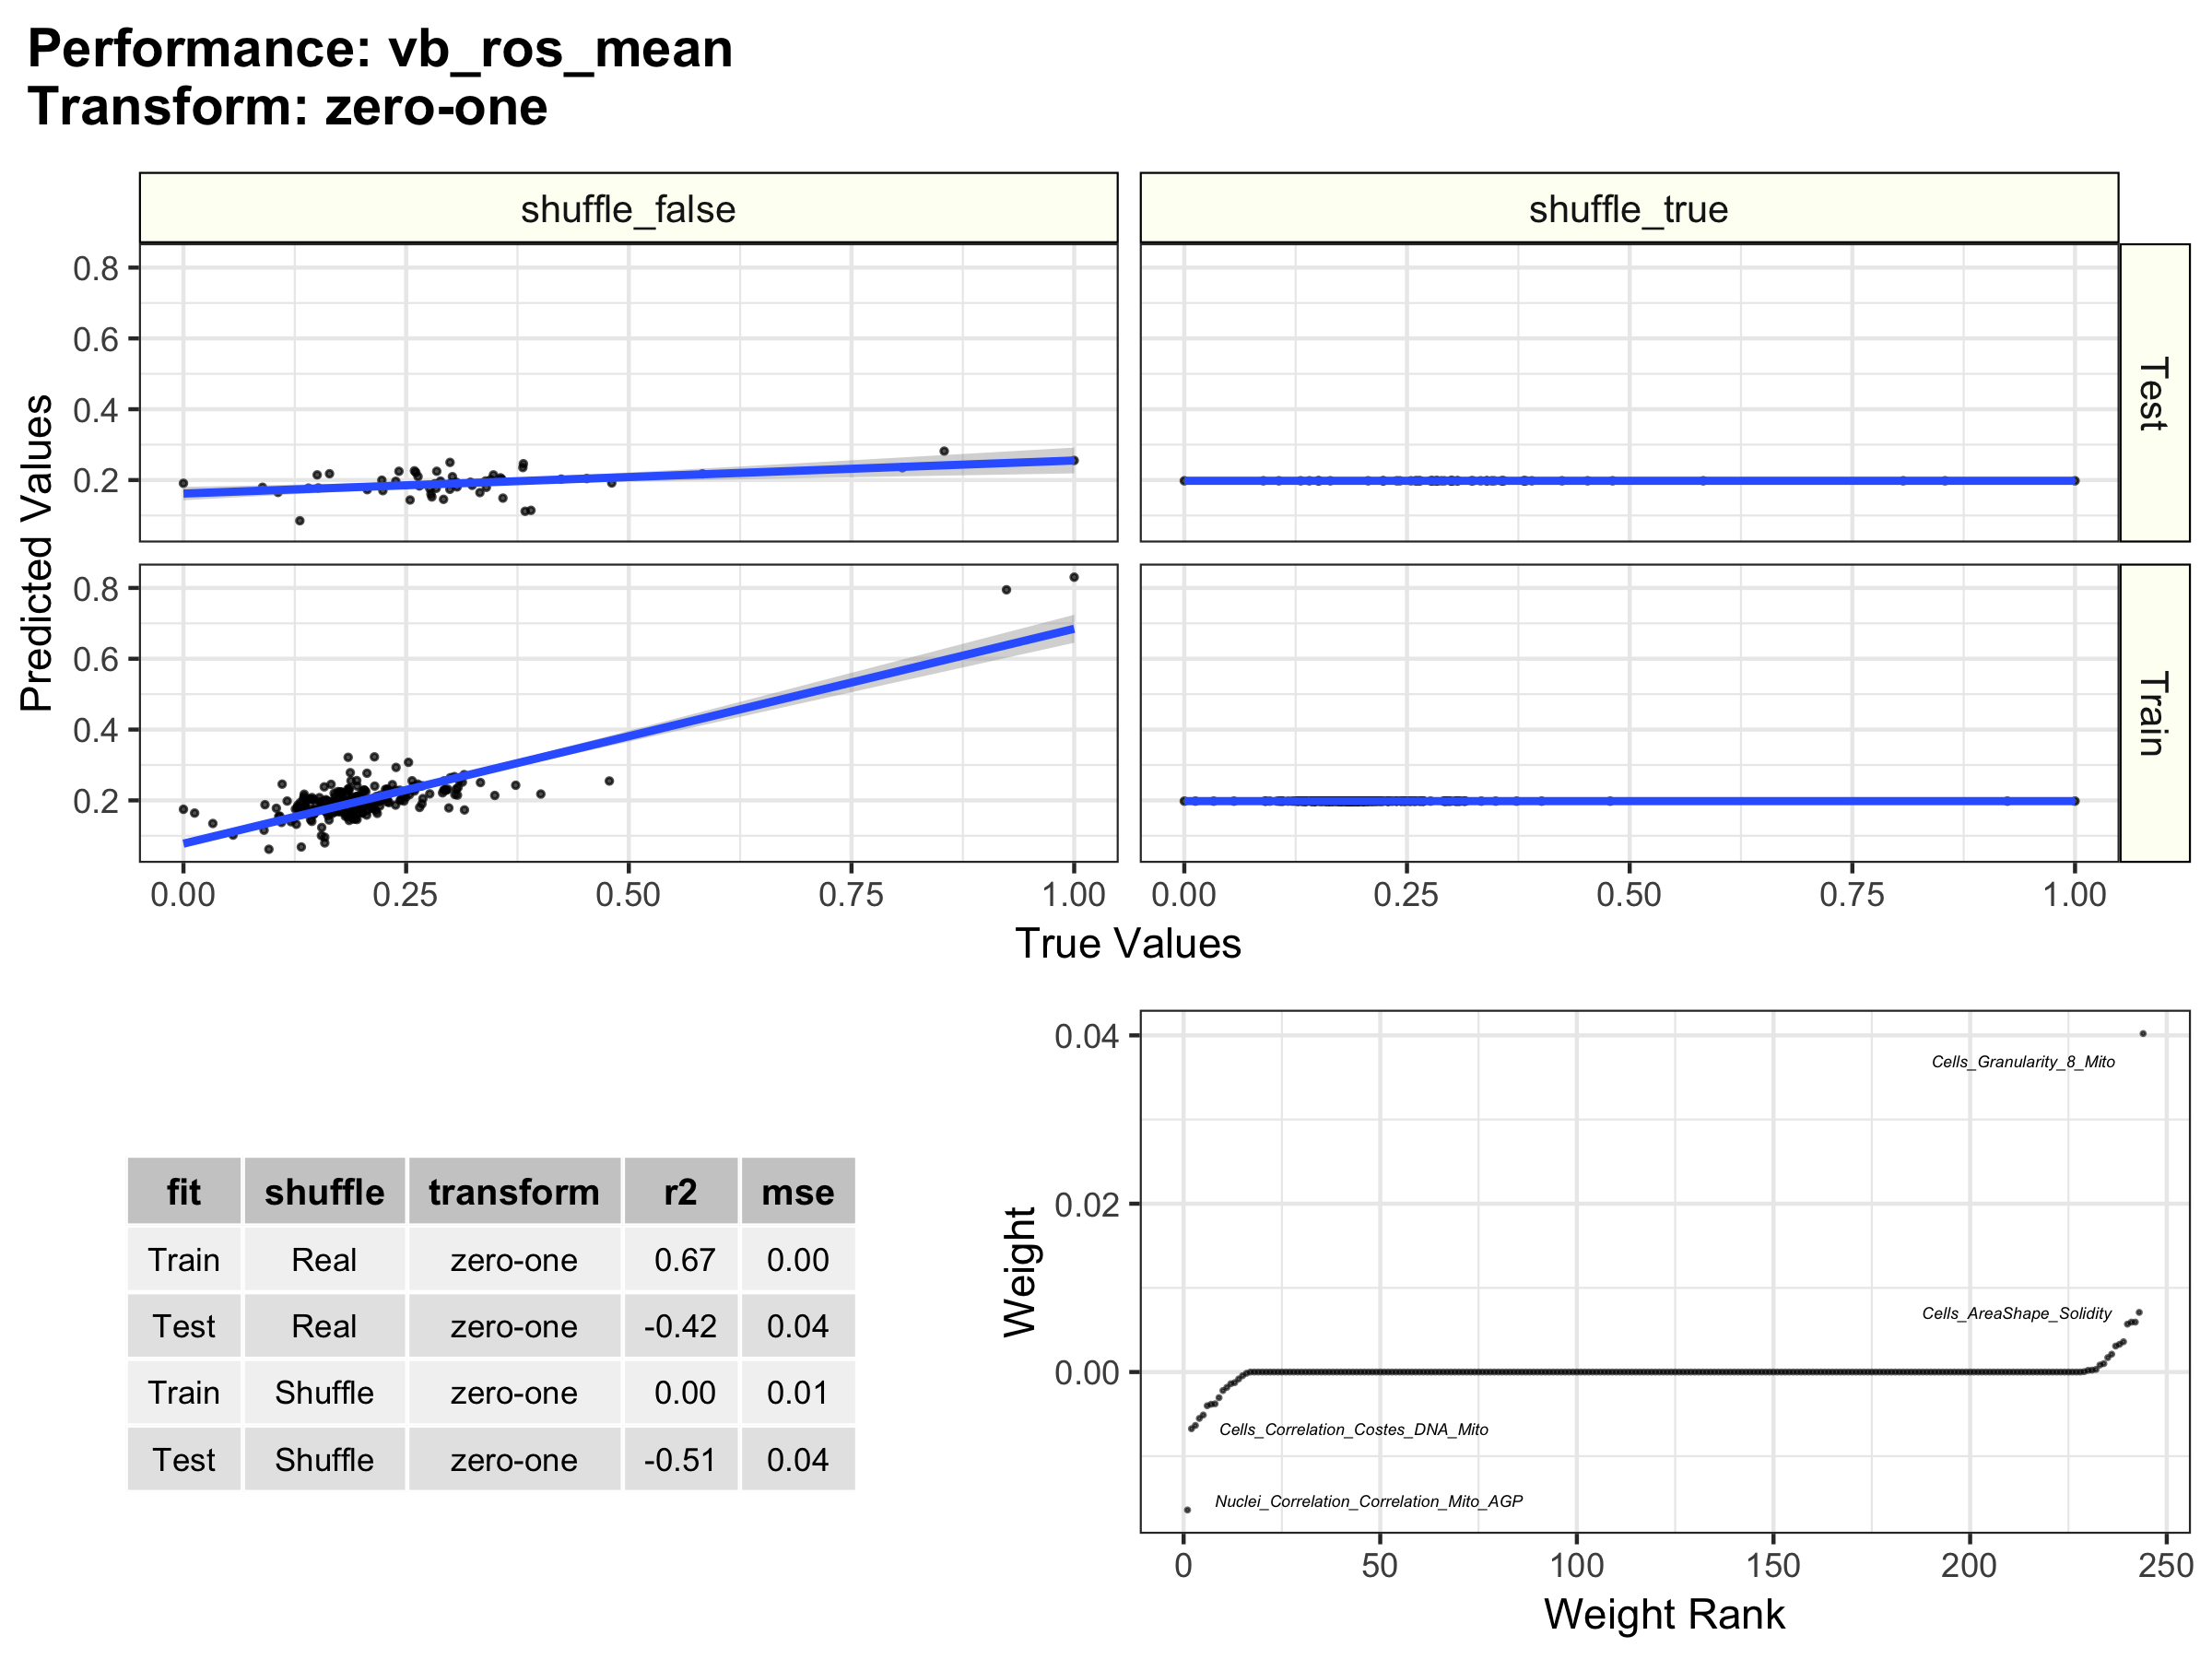 Performance: vb_ros_mean
Transform: zero-one
shuffle_false
shuffle_true
0.8
0.6
0.4
0.2
Test
0.8
0.6
0.4
0.2
Train
Predicted Values
0.00 0.25 0.50 0.75 1.00
0.00 0.25 0.50 0.75 1.00
True Values
fit shuffle transform r2 mse
Train Real zero-one 0.67 0.00
Test Real zero-one -0.42 0.04
Train Shuffle zero-one 0.00 0.01
Test Shuffle zero-one -0.51 0.04
0.04
0.02
0.00
Weight
Cells_Granularity_8_Mito
Cells_AreaShape_Solidity
Cells_Correlation_Costes_DNA_Mito
Nuclei_Correlation_Correlation_Mito_AGP
0 50 100 150 200 250
Weight Rank